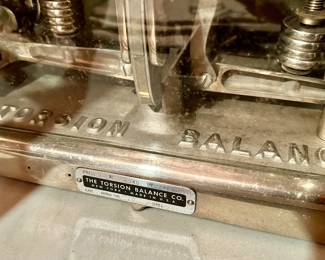 TORSION BALANC
THE TORSION BALANCE CO.
NEW YORK - MADE IN U.S.A.